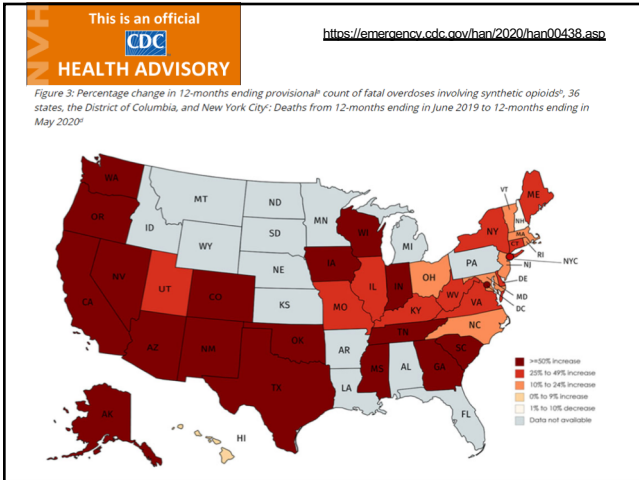 This is an official
CDC
HEALTH ADVISORY
HAN
https://emergency.cdc.gov/han/2020/han00438.asp
Figure 3: Percentage change in 12-months ending provisionalᵃ count of fatal overdoses involving synthetic opioidsᵇ, 36
states, the District of Columbia, and New York Cityᶜ: Deaths from 12-months ending in June 2019 to 12-months ending in
May 2020ᵈ
WA
OR
CA
NV
ID
MT
WY
UT
AZ
CO
NM
ND
SD
NE
KS
OK
TX
MN
IA
MO
AR
LA
WI
IL
MS
MI
IN
KY
TN
AL
OH
WV
VA
NC
SC
GA
FL
PA
NY
VT
NH
ME
MA
CT
RI
NYC
NJ
DE
MD
DC
AK
HI
>=50% increase
25% to 49% increase
10% to 24% increase
0% to 9% increase
1% to 10% decrease
Data not available